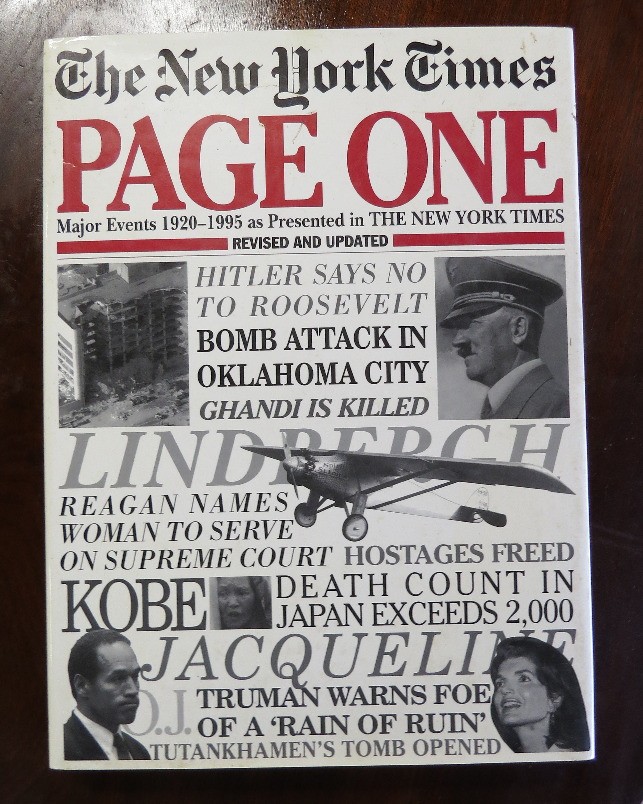 The New York Times
PAGE ONE
Major Events 1920–1995 as Presented in THE NEW YORK TIMES
REVISED AND UPDATED
HITLER SAYS NO
TO ROOSEVELT
BOMB ATTACK IN
OKLAHOMA CITY
GHANDI IS KILLED
LINDBERGH
REAGAN NAMES
WOMAN TO SERVE
ON SUPREME COURT
HOSTAGES FREED
KOBE
DEATH COUNT IN
JAPAN EXCEEDS 2,000
JACQUELINE
O.J.
TRUMAN WARNS FOE
OF A ‘RAIN OF RUIN’
TUTANKHAMEN'S TOMB OPENED